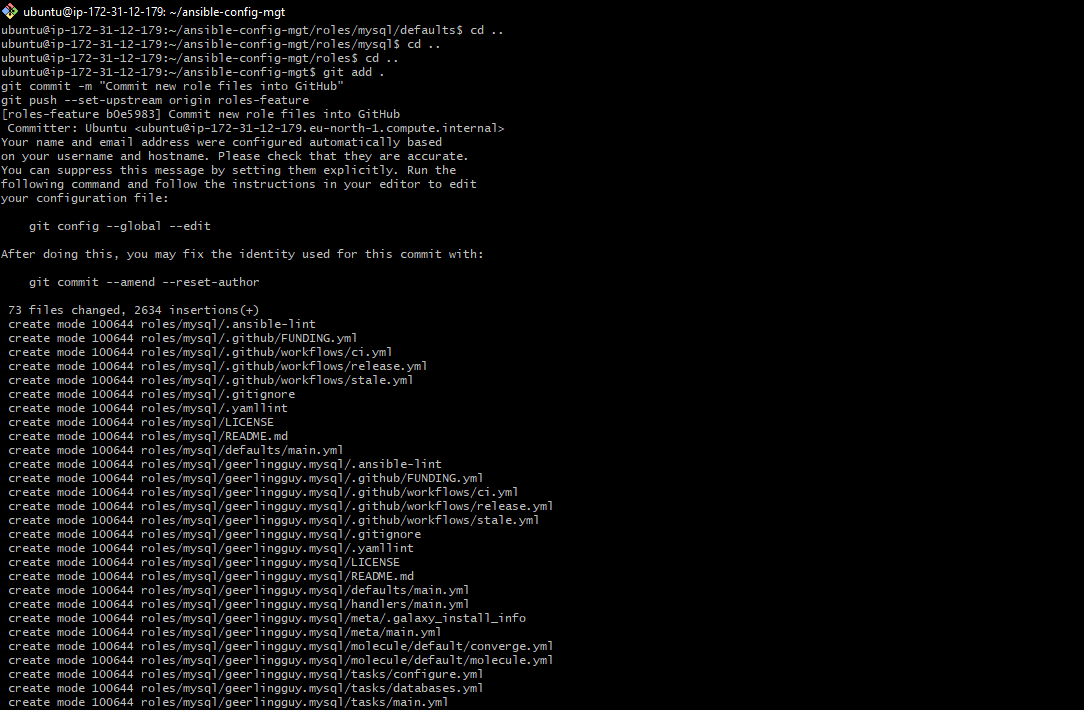 ubuntu@ip-172-31-12-179: ~/ansible-config-mgt
ubuntu@ip-172-31-12-179:~/ansible-config-mgt/roles/mysql/defaults$ cd ..
ubuntu@ip-172-31-12-179:~/ansible-config-mgt/roles/mysql$ cd ..
ubuntu@ip-172-31-12-179:~/ansible-config-mgt/roles$ cd ..
ubuntu@ip-172-31-12-179:~/ansible-config-mgt$ git add .
git commit -m "Commit new role files into GitHub"
git push --set-upstream origin roles-feature
[roles-feature b0e5983] Commit new role files into GitHub
 Committer: Ubuntu <ubuntu@ip-172-31-12-179.eu-north-1.compute.internal>
Your name and email address were configured automatically based
on your username and hostname. Please check that they are accurate.
You can suppress this message by setting them explicitly. Run the
following command and follow the instructions in your editor to edit
your configuration file:

    git config --global --edit

After doing this, you may fix the identity used for this commit with:

    git commit --amend --reset-author

 73 files changed, 2634 insertions(+)
 create mode 100644 roles/mysql/.ansible-lint
 create mode 100644 roles/mysql/.github/FUNDING.yml
 create mode 100644 roles/mysql/.github/workflows/ci.yml
 create mode 100644 roles/mysql/.github/workflows/release.yml
 create mode 100644 roles/mysql/.github/workflows/stale.yml
 create mode 100644 roles/mysql/.gitignore
 create mode 100644 roles/mysql/.yamllint
 create mode 100644 roles/mysql/LICENSE
 create mode 100644 roles/mysql/README.md
 create mode 100644 roles/mysql/defaults/main.yml
 create mode 100644 roles/mysql/geerlingguy.mysql/.ansible-lint
 create mode 100644 roles/mysql/geerlingguy.mysql/.github/FUNDING.yml
 create mode 100644 roles/mysql/geerlingguy.mysql/.github/workflows/ci.yml
 create mode 100644 roles/mysql/geerlingguy.mysql/.github/workflows/release.yml
 create mode 100644 roles/mysql/geerlingguy.mysql/.github/workflows/stale.yml
 create mode 100644 roles/mysql/geerlingguy.mysql/.gitignore
 create mode 100644 roles/mysql/geerlingguy.mysql/.yamllint
 create mode 100644 roles/mysql/geerlingguy.mysql/LICENSE
 create mode 100644 roles/mysql/geerlingguy.mysql/README.md
 create mode 100644 roles/mysql/geerlingguy.mysql/defaults/main.yml
 create mode 100644 roles/mysql/geerlingguy.mysql/handlers/main.yml
 create mode 100644 roles/mysql/geerlingguy.mysql/meta/.galaxy_install_info
 create mode 100644 roles/mysql/geerlingguy.mysql/meta/main.yml
 create mode 100644 roles/mysql/geerlingguy.mysql/molecule/default/converge.yml
 create mode 100644 roles/mysql/geerlingguy.mysql/molecule/default/molecule.yml
 create mode 100644 roles/mysql/geerlingguy.mysql/tasks/configure.yml
 create mode 100644 roles/mysql/geerlingguy.mysql/tasks/databases.yml
 create mode 100644 roles/mysql/geerlingguy.mysql/tasks/main.yml